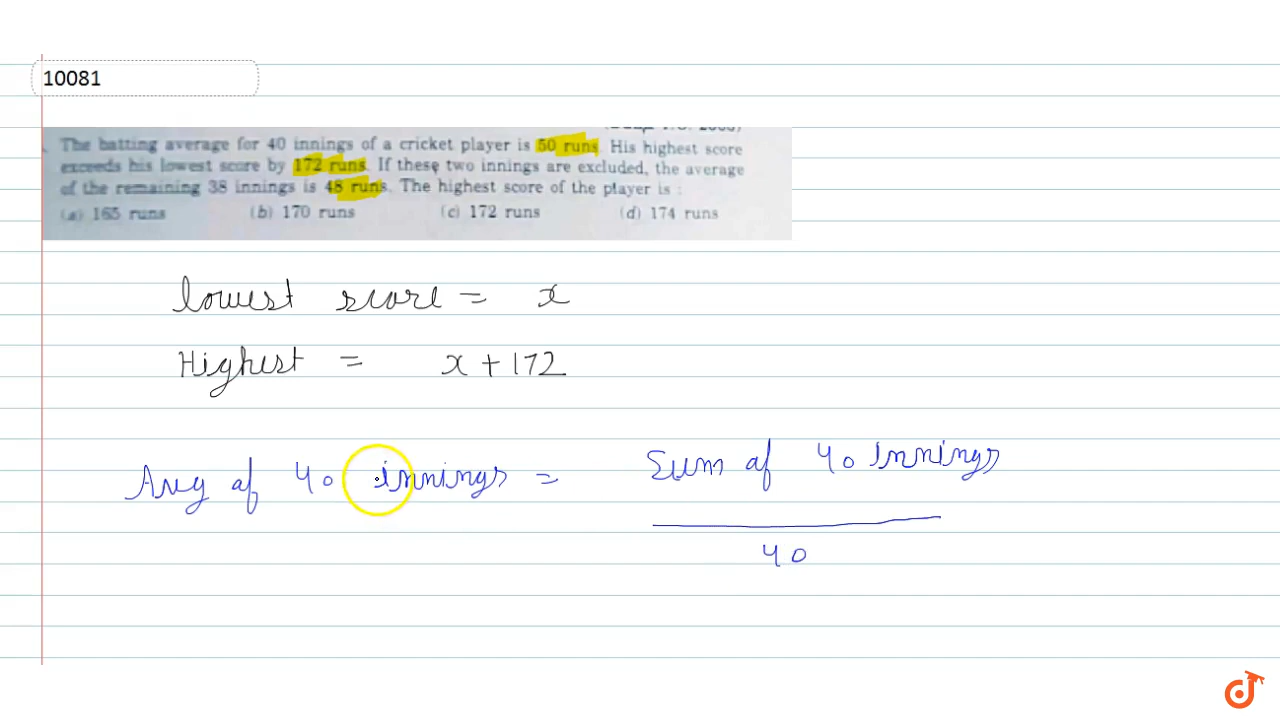 10081
The batting average for 40 innings of a cricket player is 50 runs. His highest score
exceeds his lowest score by 172 runs. If these two innings are excluded, the average
of the remaining 38 innings is 48 runs. The highest score of the player is :
(a) 165 runs (b) 170 runs (c) 172 runs (d) 174 runs
lowest score = x
Highest = x + 172
Avg of 40 innings = Sum of 40 Innings
40